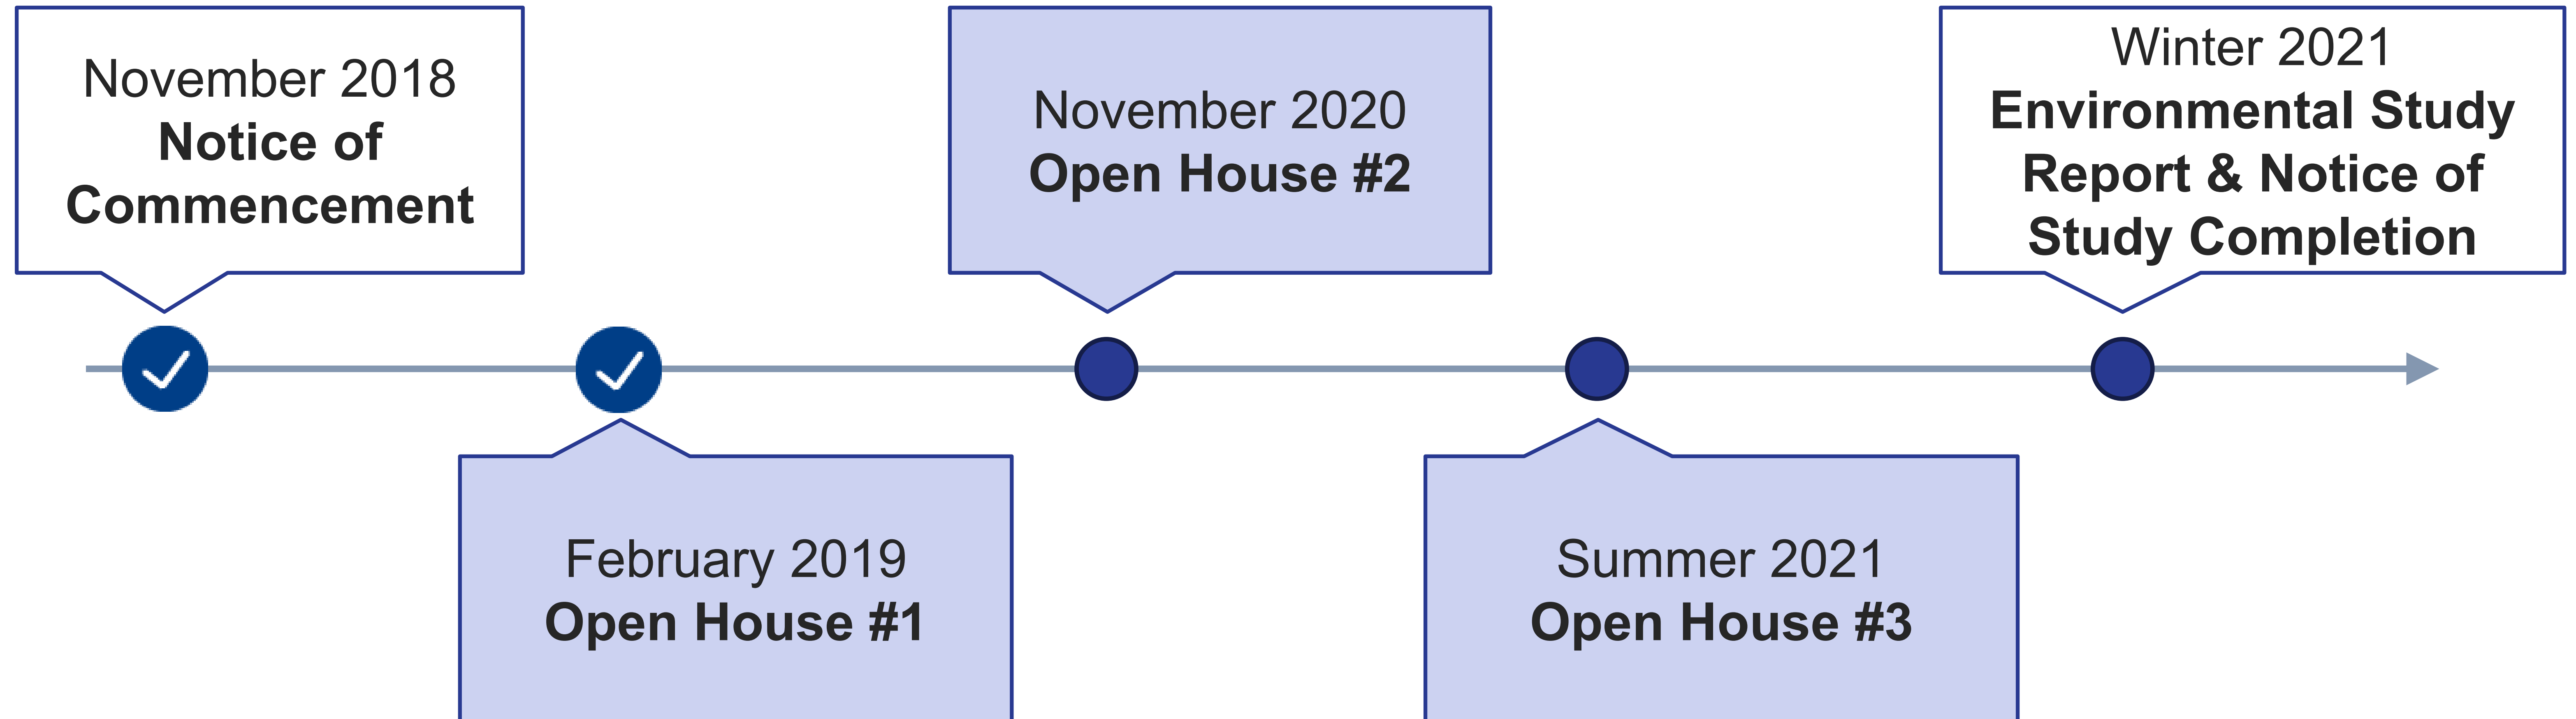 November 2018
Notice of
Commencement
February 2019
Open House #1
November 2020
Open House #2
Summer 2021
Open House #3
Winter 2021
Environmental Study
Report & Notice of
Study Completion